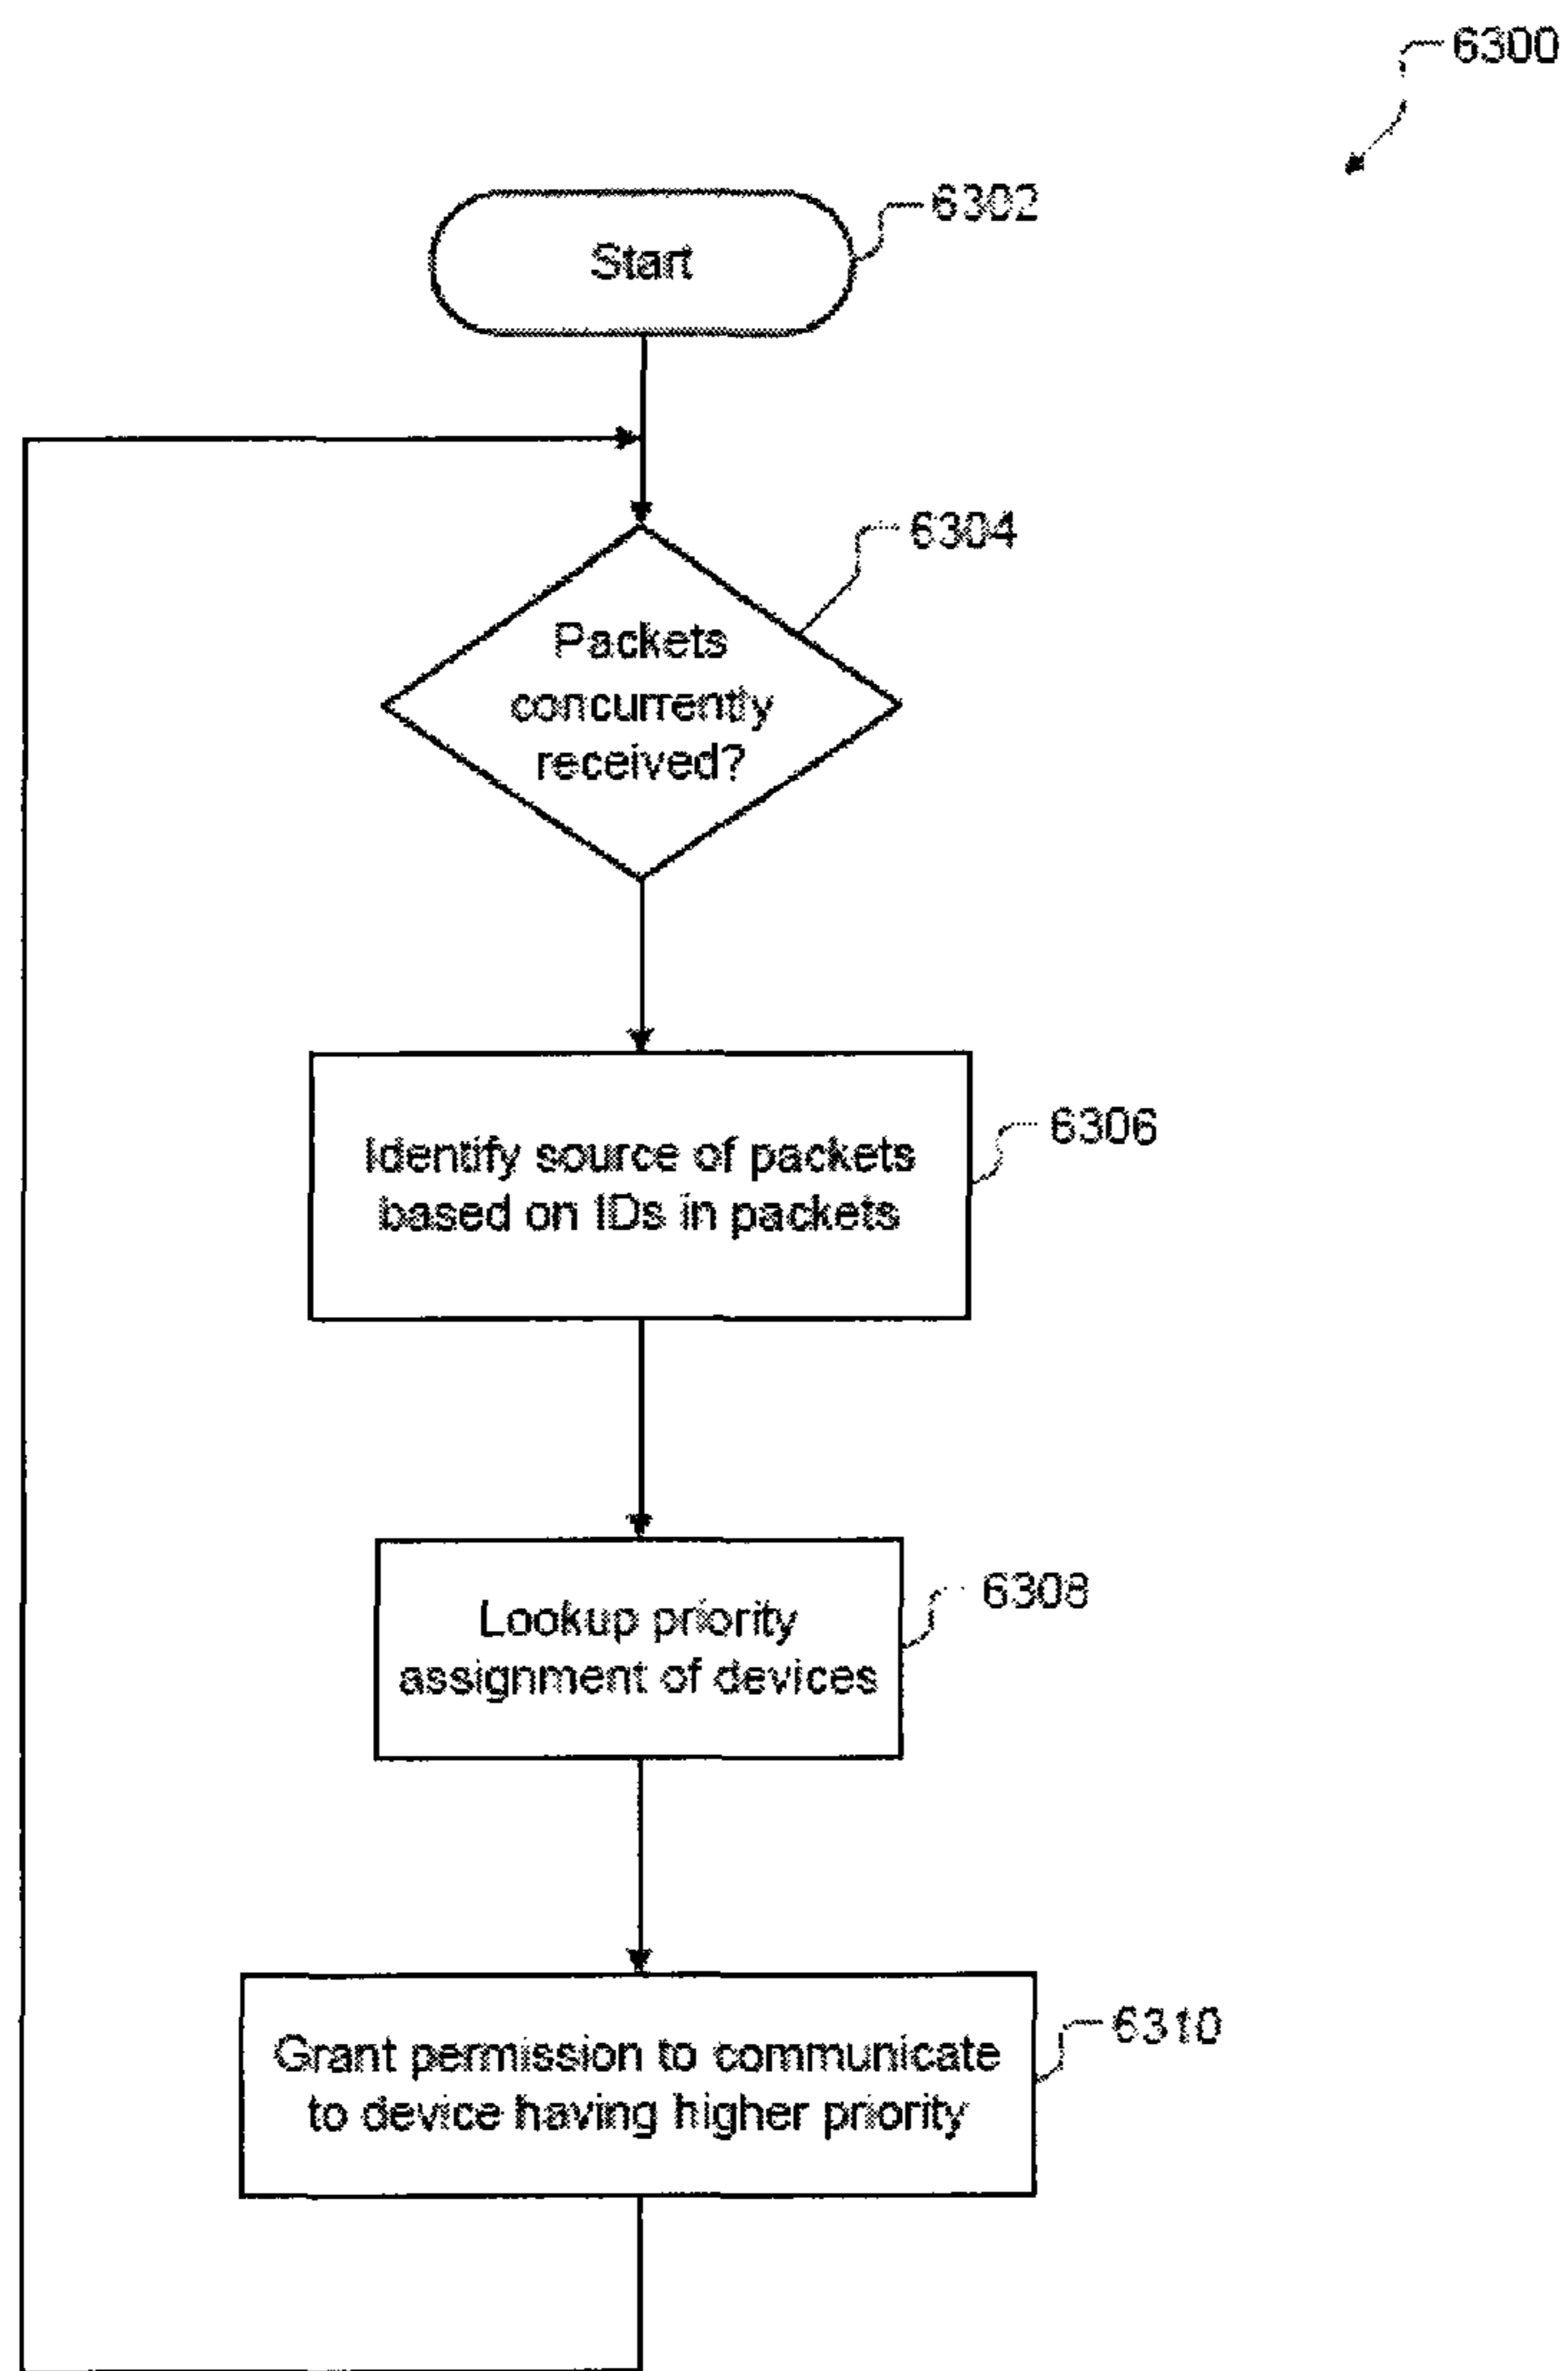 6300
6302
Start
6304
Packets
concurrently
received?
6306
Identify source of packets
based on IDs in packets
6308
Lookup priority
assignment of devices
6310
Grant permission to communicate
to device having higher priority